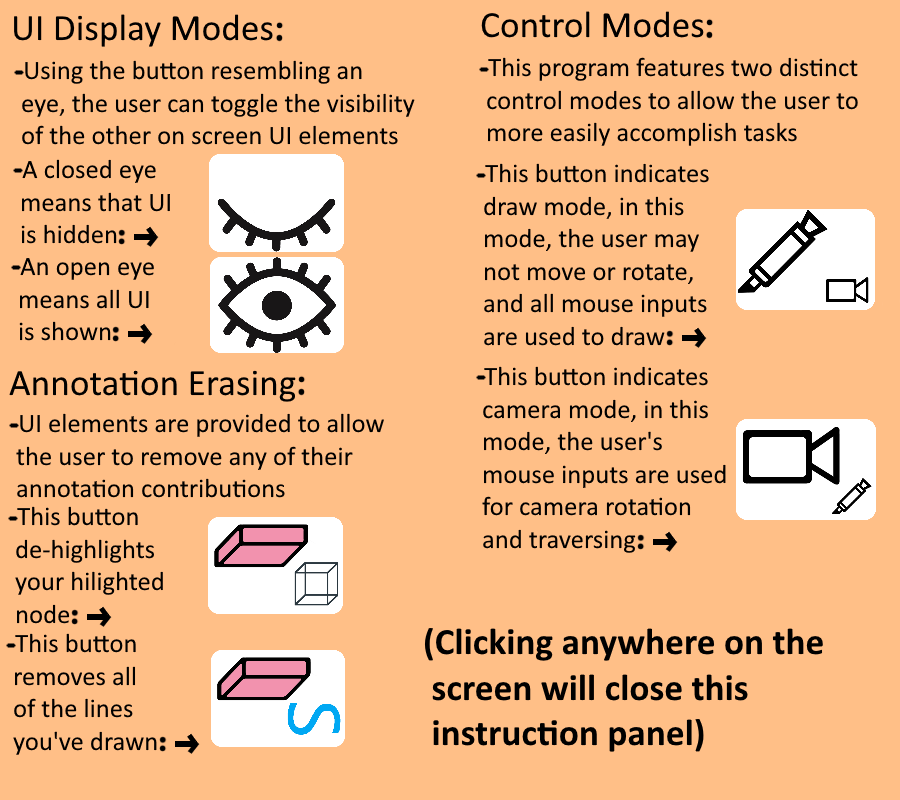 UI Display Modes:
-Using the button resembling an
eye, the user can toggle the visibility
of the other on screen UI elements
-A closed eye
means that UI
is hidden: →
-An open eye
means all UI
is shown: →
Annotation Erasing:
-UI elements are provided to allow
the user to remove any of their
annotation contributions
-This button
de-highlights
your hilighted
node: →
-This button
removes all
of the lines
you've drawn: →
Control Modes:
-This program features two distinct
control modes to allow the user to
more easily accomplish tasks
-This button indicates
draw mode, in this
mode, the user may
not move or rotate,
and all mouse inputs
are used to draw: →
-This button indicates
camera mode, in this
mode, the user's
mouse inputs are used
for camera rotation
and traversing: →
(Clicking anywhere on the
screen will close this
instruction panel)